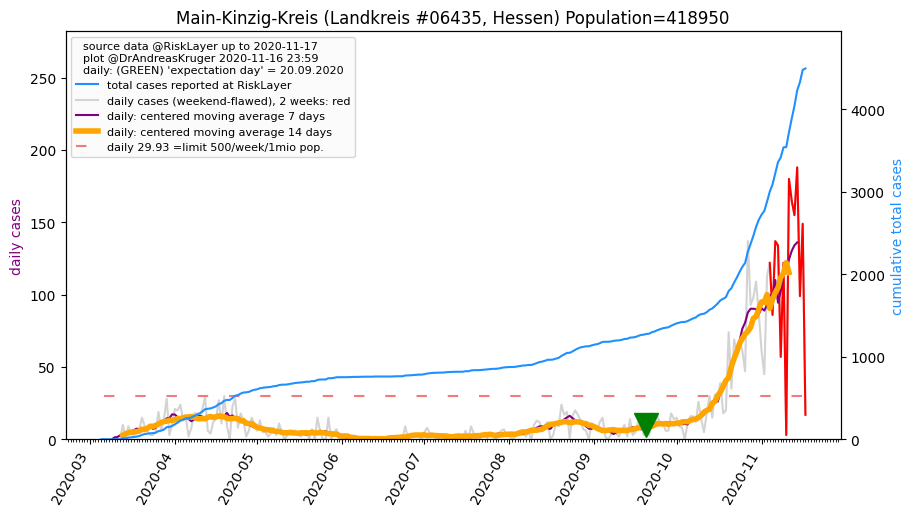 Main-Kinzig-Kreis (Landkreis #06435, Hessen) Population=418950
source data @RiskLayer up to 2020-11-17
plot @DrAndreasKruger 2020-11-16 23:59
daily: (GREEN) 'expectation day' = 20.09.2020
total cases reported at RiskLayer
daily cases (weekend-flawed), 2 weeks: red
daily: centered moving average 7 days
daily: centered moving average 14 days
daily 29.93 =limit 500/week/1mio pop.
daily cases
250
200
150
100
50
0
cumulative total cases
4000
3000
2000
1000
0
2020-03
2020-04
2020-05
2020-06
2020-07
2020-08
2020-09
2020-10
2020-11